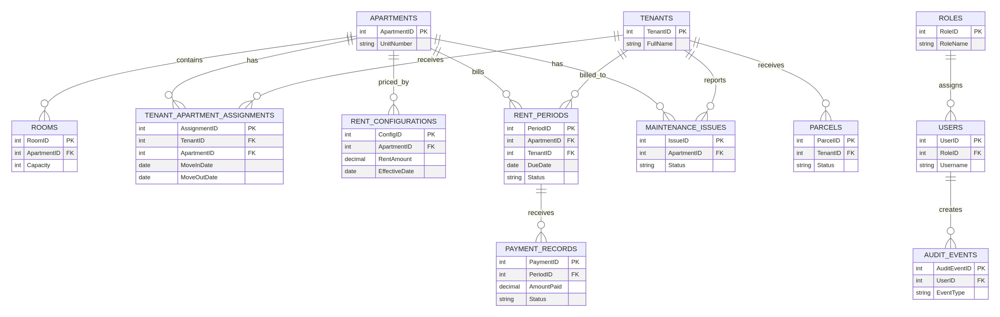 APARTMENTS
int ApartmentID PK
string UnitNumber
TENANTS
int TenantID PK
string FullName
ROLES
int RoleID PK
string RoleName
contains
has
receives
priced_by
bills
has
billed_to
reports
receives
assigns
ROOMS
int RoomID PK
int ApartmentID FK
int Capacity
TENANT_APARTMENT_ASSIGNMENTS
int AssignmentID PK
int TenantID FK
int ApartmentID FK
date MoveInDate
date MoveOutDate
RENT_CONFIGURATIONS
int ConfigID PK
int ApartmentID FK
decimal RentAmount
date EffectiveDate
RENT_PERIODS
int PeriodID PK
int ApartmentID FK
int TenantID FK
date DueDate
string Status
MAINTENANCE_ISSUES
int IssueID PK
int ApartmentID FK
string Status
PARCELS
int ParcelID PK
int TenantID FK
string Status
USERS
int UserID PK
int RoleID FK
string Username
receives
creates
PAYMENT_RECORDS
int PaymentID PK
int PeriodID FK
decimal AmountPaid
string Status
AUDIT_EVENTS
int AuditEventID PK
int UserID FK
string EventType